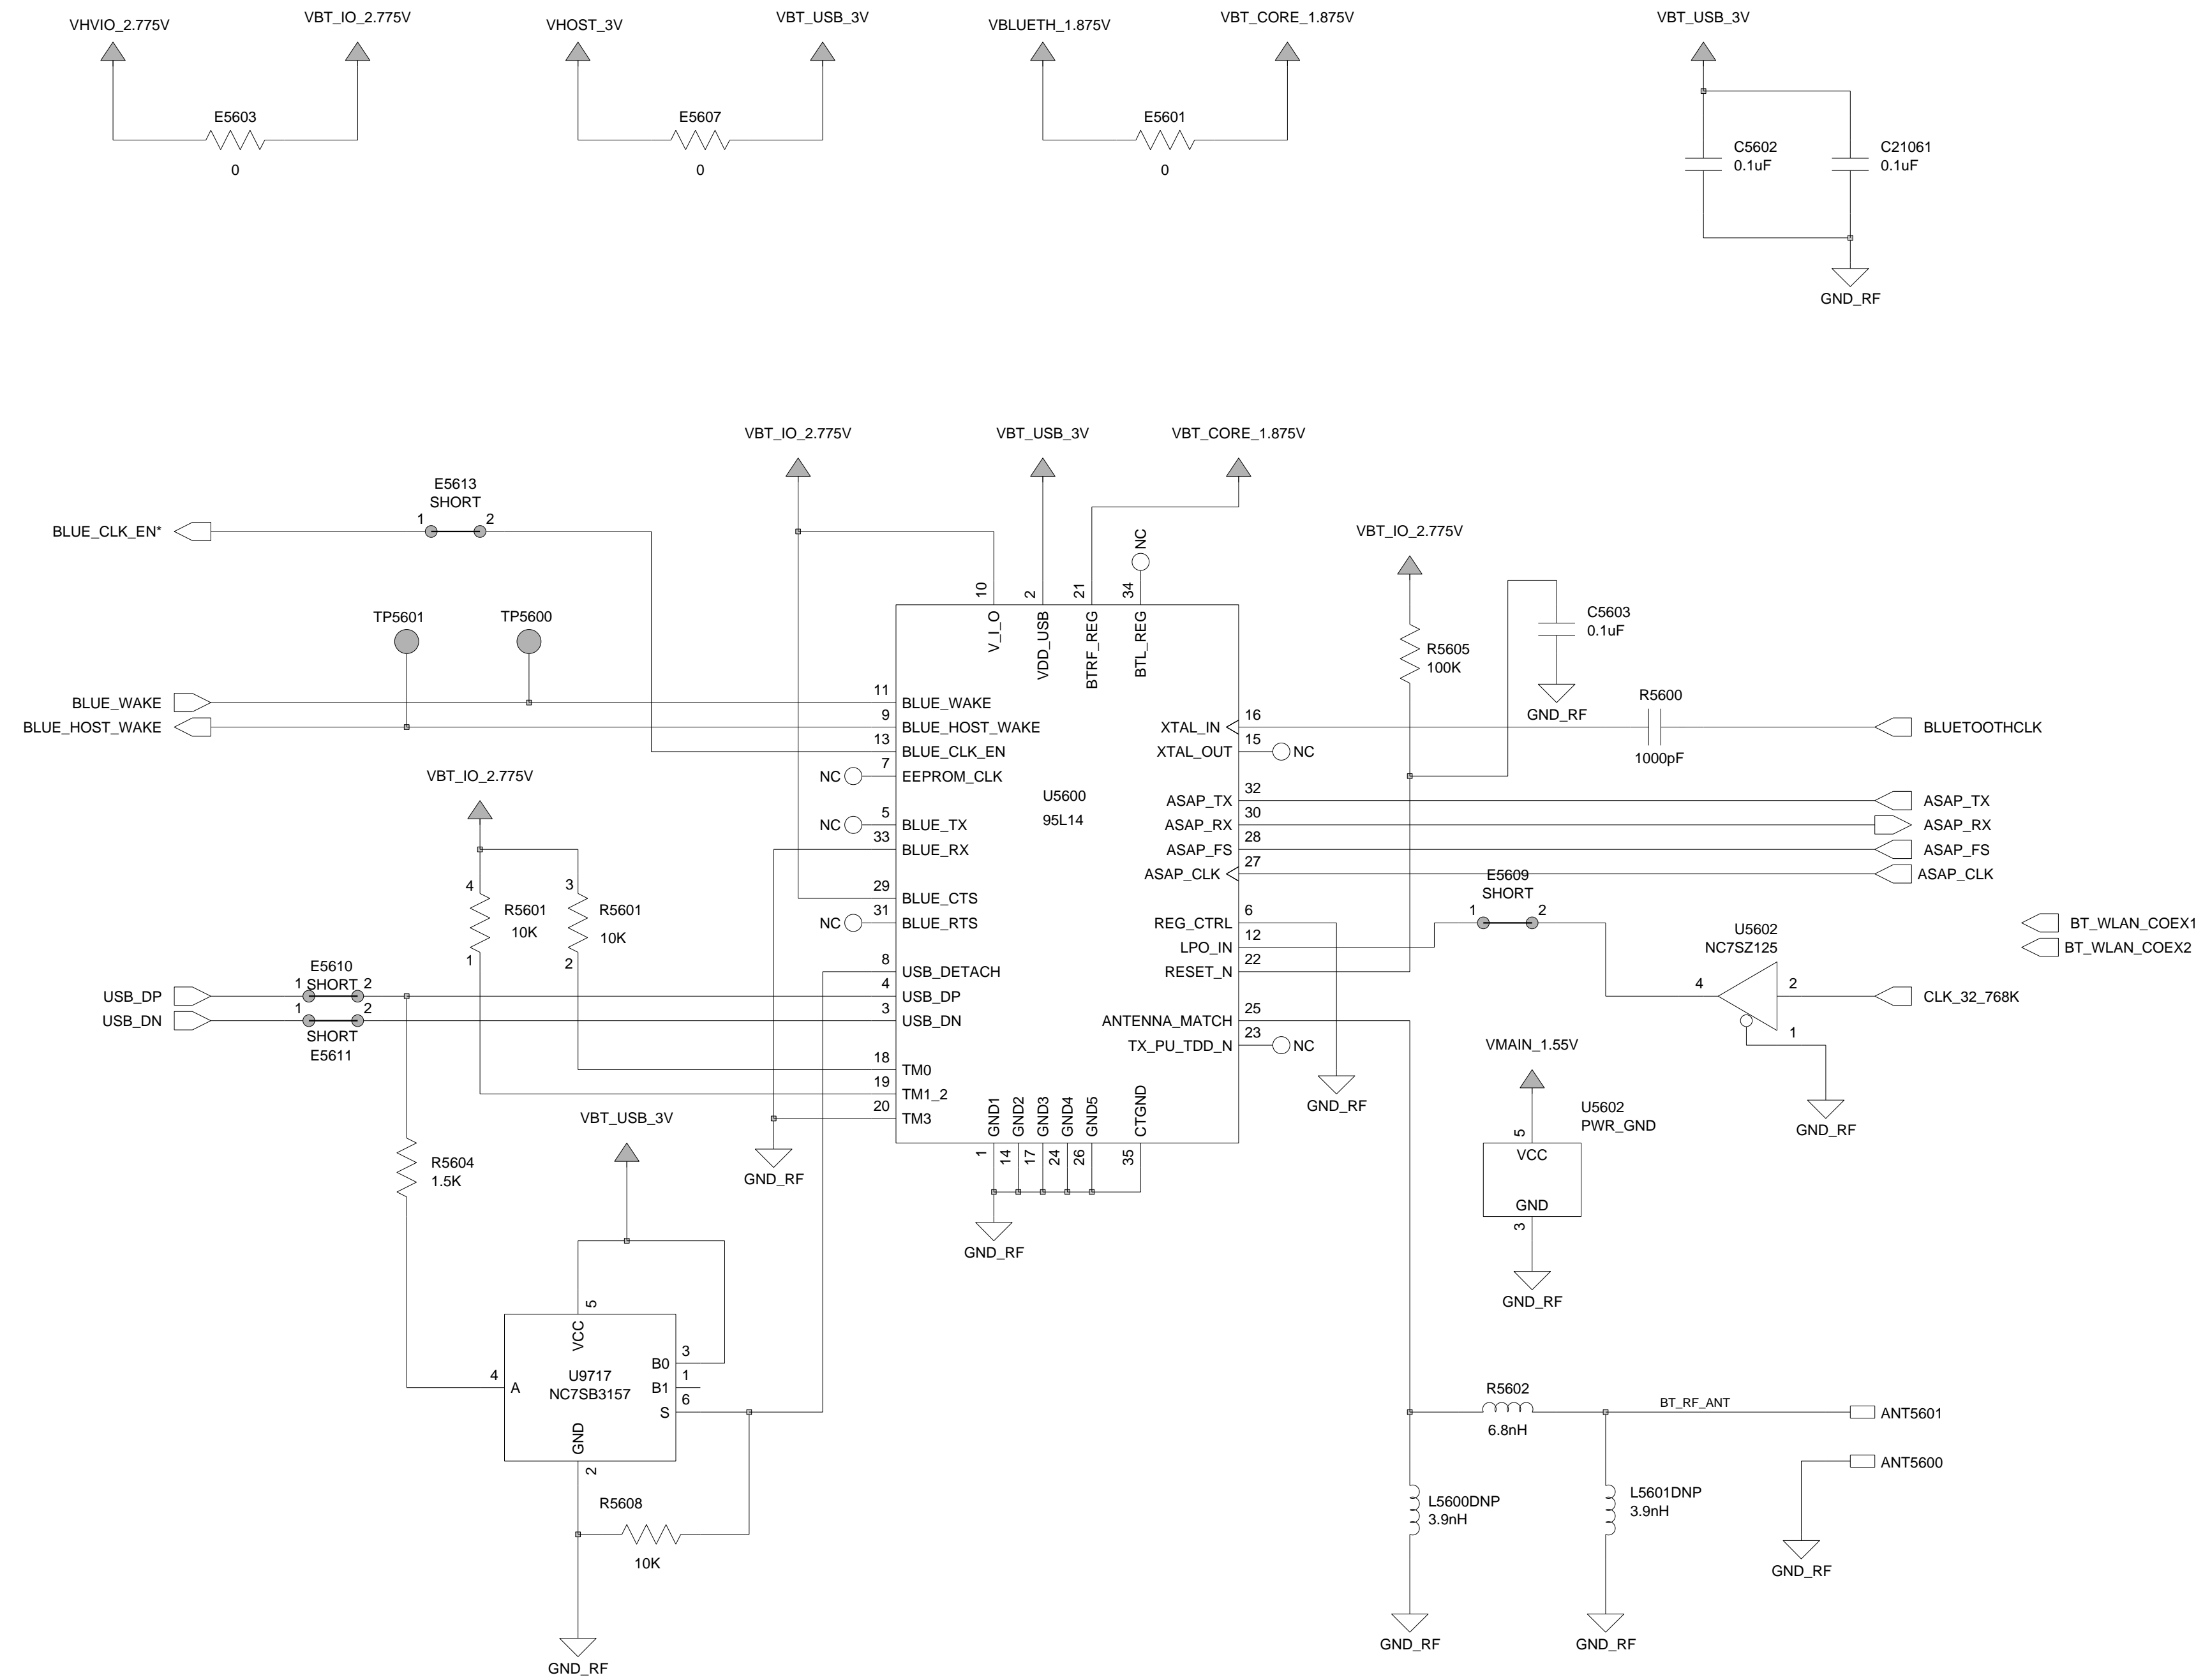 VHVIO_2.775V
VBT_IO_2.775V
E5603
0
VHOST_3V
VBT_USB_3V
E5607
0
VBLUETH_1.875V
VBT_CORE_1.875V
E5601
0
VBT_USB_3V
C5602
0.1uF
C21061
0.1uF
GND_RF
VBT_IO_2.775V
VBT_USB_3V
VBT_CORE_1.875V
E5613
SHORT
BLUE_CLK_EN*
1
2
NC
VBT_IO_2.775V
10
2
21
34
V_I_O
VDD_USB
BTRF_REG
BTL_REG
TP5601
TP5600
C5603
0.1uF
R5605
100K
GND_RF
R5600
1000pF
BLUE_WAKE
11
BLUE_WAKE
BLUE_HOST_WAKE
9
BLUE_HOST_WAKE
13
BLUE_CLK_EN
NC
7
EEPROM_CLK
NC
5
BLUE_TX
33
BLUE_RX
29
BLUE_CTS
NC
31
BLUE_RTS
8
USB_DETACH
4
USB_DP
3
USB_DN
18
TM0
19
TM1_2
20
TM3
U5600
95L14
XTAL_IN
16
BLUETOOTHCLK
XTAL_OUT
15
NC
ASAP_TX
32
ASAP_TX
ASAP_RX
30
ASAP_RX
ASAP_FS
28
ASAP_FS
ASAP_CLK
27
ASAP_CLK
REG_CTRL
6
LPO_IN
12
RESET_N
22
ANTENNA_MATCH
25
TX_PU_TDD_N
23
NC
E5609
SHORT
1
2
BT_WLAN_COEX1
BT_WLAN_COEX2
U5602
NC7SZ125
4
2
1
CLK_32_768K
GND_RF
GND_RF
VBT_IO_2.775V
4
R5601
10K
1
3
R5601
10K
2
E5610
SHORT
1
2
USB_DP
USB_DN
1
2
SHORT
E5611
GND1
GND2
GND3
GND4
GND5
CTGND
1
14
17
24
26
35
GND_RF
GND_RF
VMAIN_1.55V
U5602
PWR_GND
5
VCC
GND
3
GND_RF
R5604
1.5K
VBT_USB_3V
5
VCC
4
A
U9717
NC7SB3157
B0
3
B1
1
S
6
GND
2
R5608
10K
GND_RF
R5602
6.8nH
BT_RF_ANT
ANT5601
ANT5600
L5600DNP
3.9nH
L5601DNP
3.9nH
GND_RF
GND_RF
GND_RF